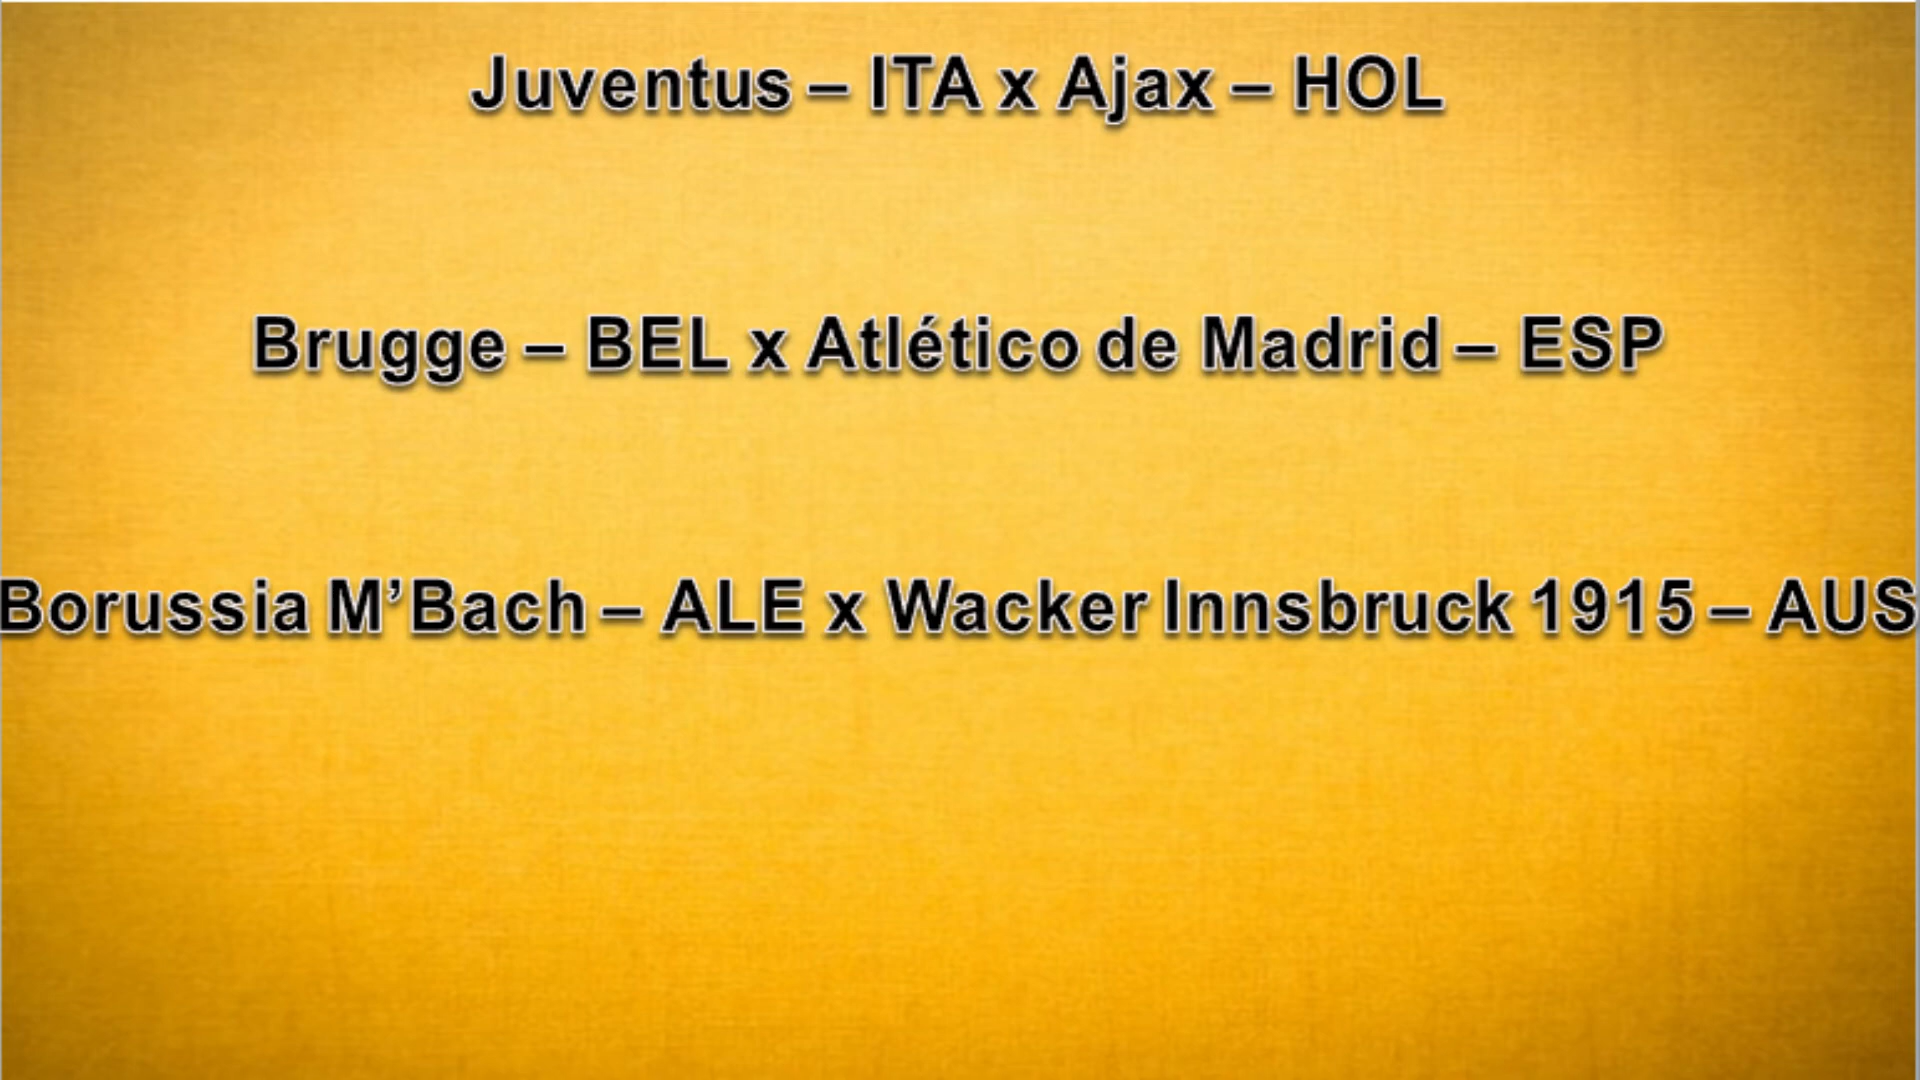 Juventus – ITA x Ajax – HOL
Brugge – BEL x Atlético de Madrid – ESP
Borussia M’Bach – ALE x Wacker Innsbruck 1915 – AUS